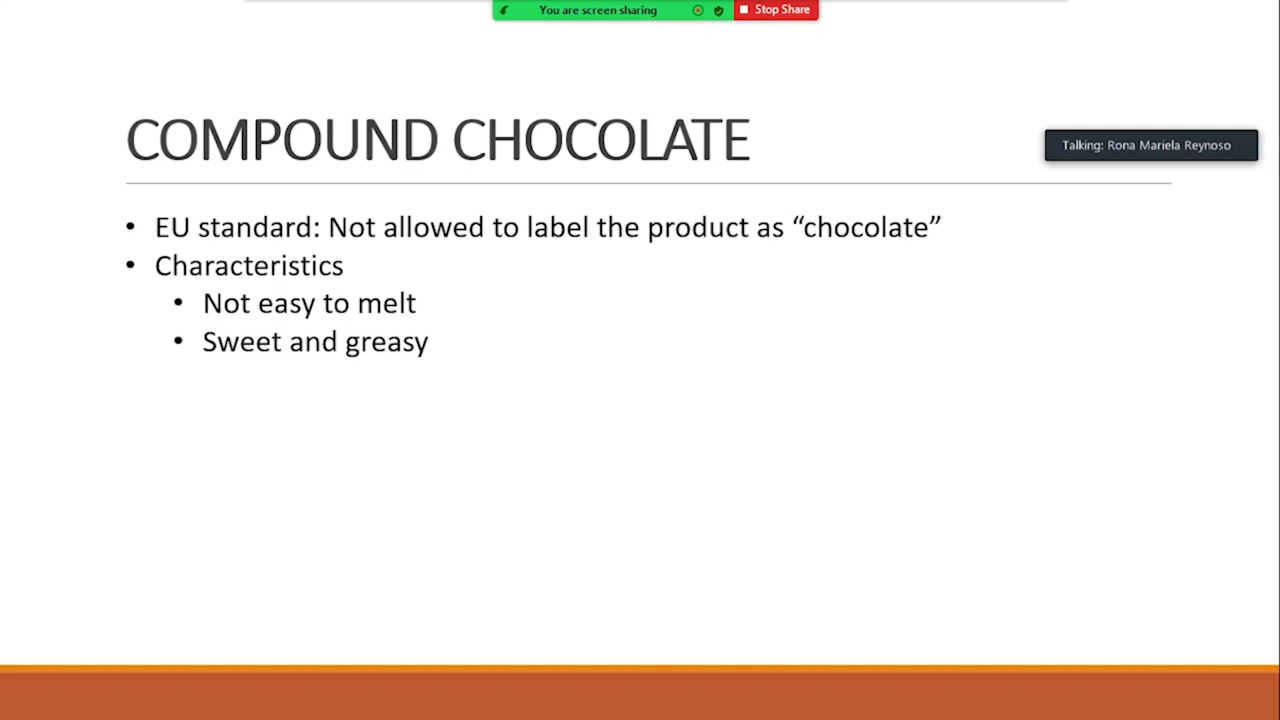 You are screen sharing
Stop Share
COMPOUND CHOCOLATE
Talking: Rona Mariela Reynoso
• EU standard: Not allowed to label the product as “chocolate”
• Characteristics
• Not easy to melt
• Sweet and greasy